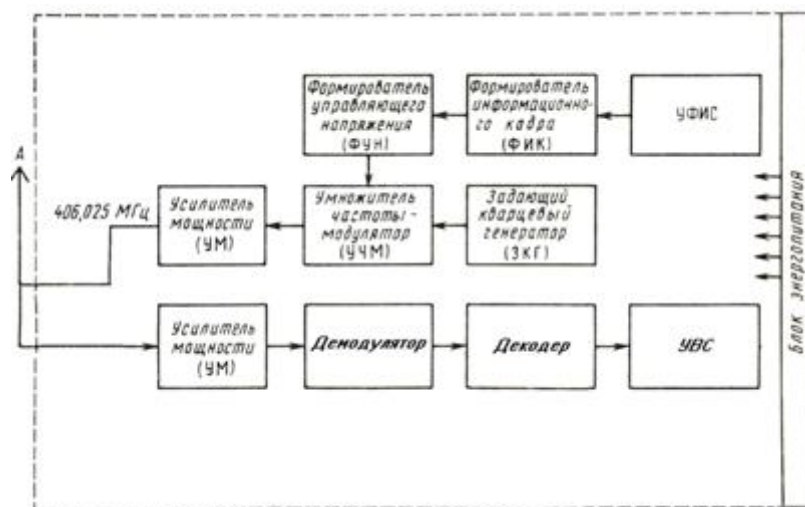 Формирователь
управляющего
напряжения
(ФУН)
Формирователь
информационно-
го кадра
(ФИК)
УФИС
А
406,025 МГц
Усилитель
мощности
(УМ)
Умножитель
частоты-
модулятор
(УЧМ)
Задающий
кварцевый
генератор
(ЗКГ)
Усилитель
мощности
(УМ)
Демодулятор
Декодер
УВС
Блок энергопитания